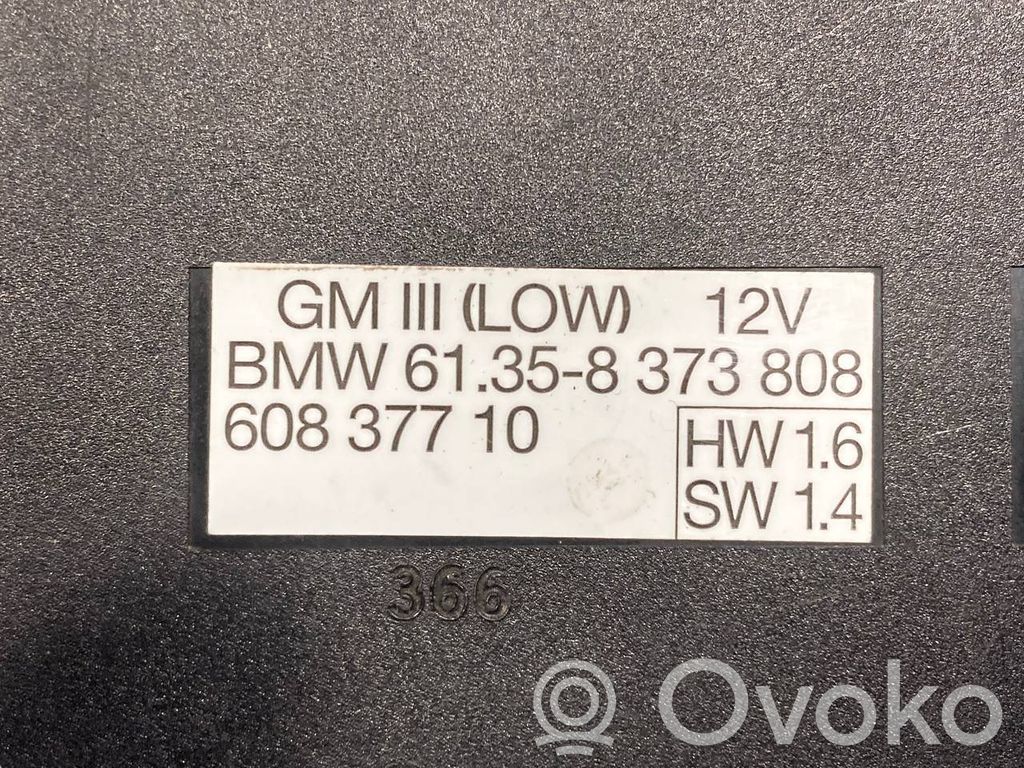 GM III (LOW) 12V
BMW 61.35-8 373 808
608 377 10
HW 1.6
SW 1.4
366
R Ovoko